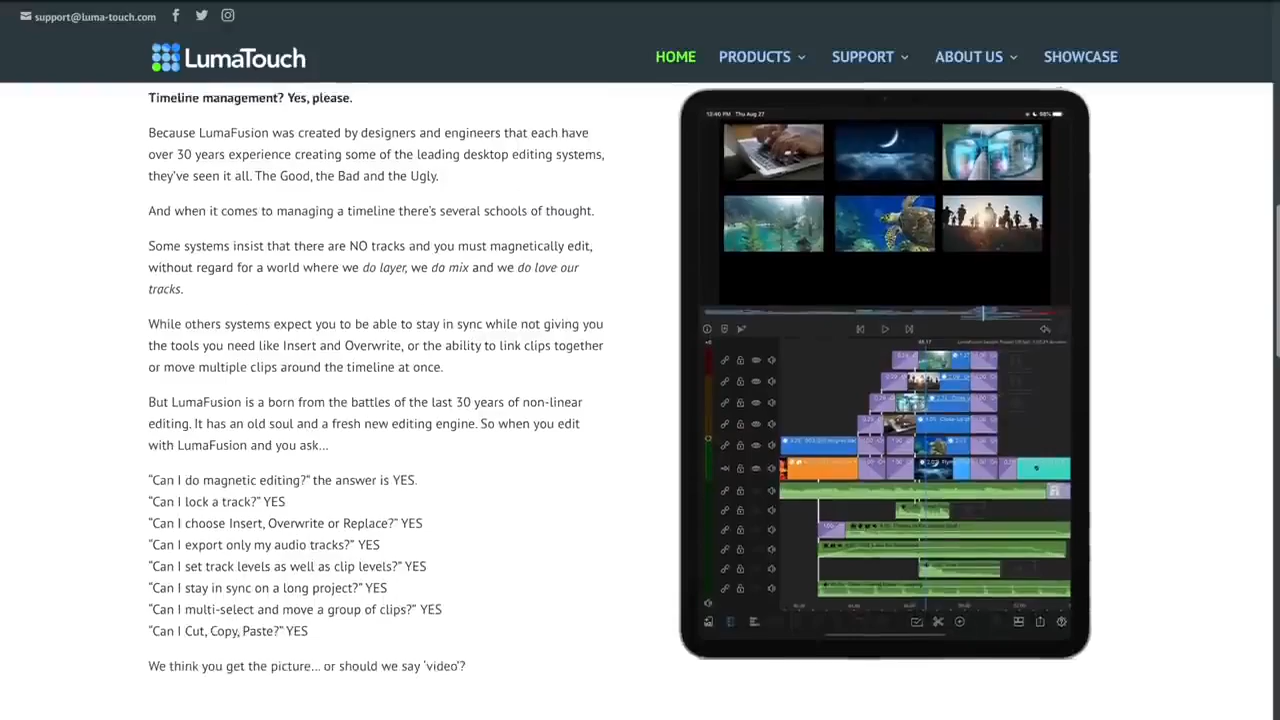 support@luma-touch.com
LumaTouch
HOME PRODUCTS SUPPORT ABOUT US SHOWCASE
Timeline management? Yes, please.
Because LumaFusion was created by designers and engineers that each have
over 30 years experience creating some of the leading desktop editing systems,
they've seen it all. The Good, the Bad and the Ugly.
And when it comes to managing a timeline there's several schools of thought.
Some systems insist that there are NO tracks and you must magnetically edit,
without regard for a world where we do layer, we do mix and we do love our
tracks.
While others systems expect you to be able to stay in sync while not giving you
the tools you need like Insert and Overwrite, or the ability to link clips together
or move multiple clips around the timeline at once.
But LumaFusion is a born from the battles of the last 30 years of non-linear
editing. It has an old soul and a fresh new editing engine. So when you edit
with LumaFusion and you ask...
“Can I do magnetic editing?” the answer is YES.
“Can I lock a track?” YES
“Can I choose Insert, Overwrite or Replace?” YES
“Can I export only my audio tracks?” YES
“Can I set track levels as well as clip levels?” YES
“Can I stay in sync on a long project?” YES
“Can I multi-select and move a group of clips?” YES
“Can I Cut, Copy, Paste?” YES
We think you get the picture... or should we say ‘video’?
13:40 PM Thu Aug 27
98%